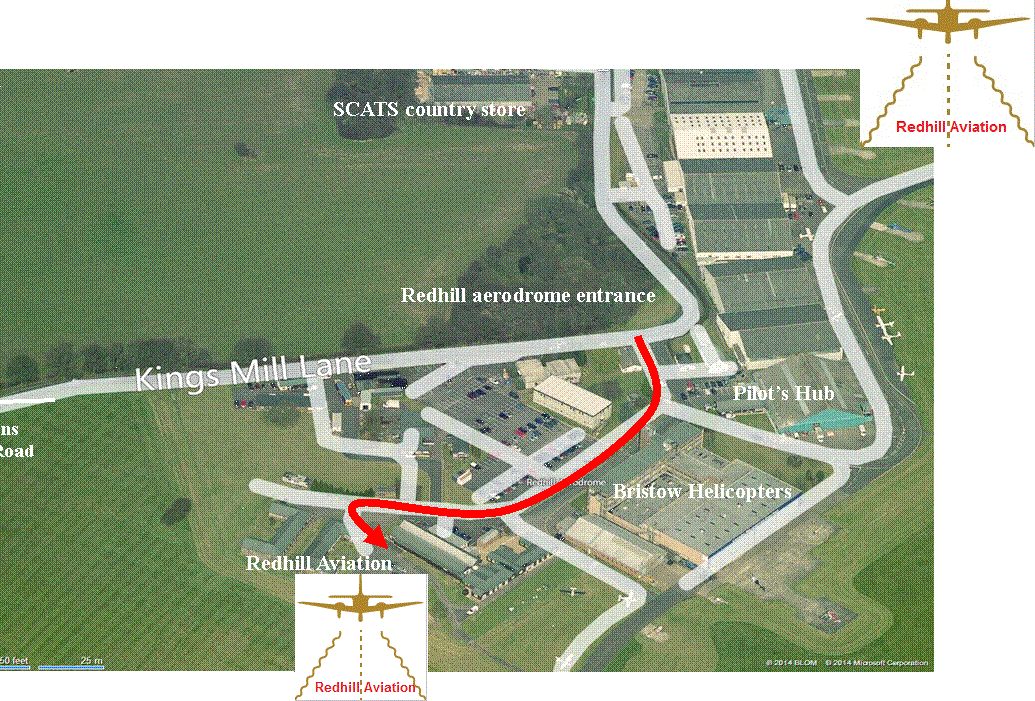 Redhill Aviation
SCATS country store
Redhill aerodrome entrance
Kings Mill Lane
Pilot's Hub
ns
Road
Redhill Aerodrome
Bristow Helicopters
Redhill Aviation
Redhill Aviation
50 feet 25 m
© 2014 BLOM © 2014 Microsoft Corporation